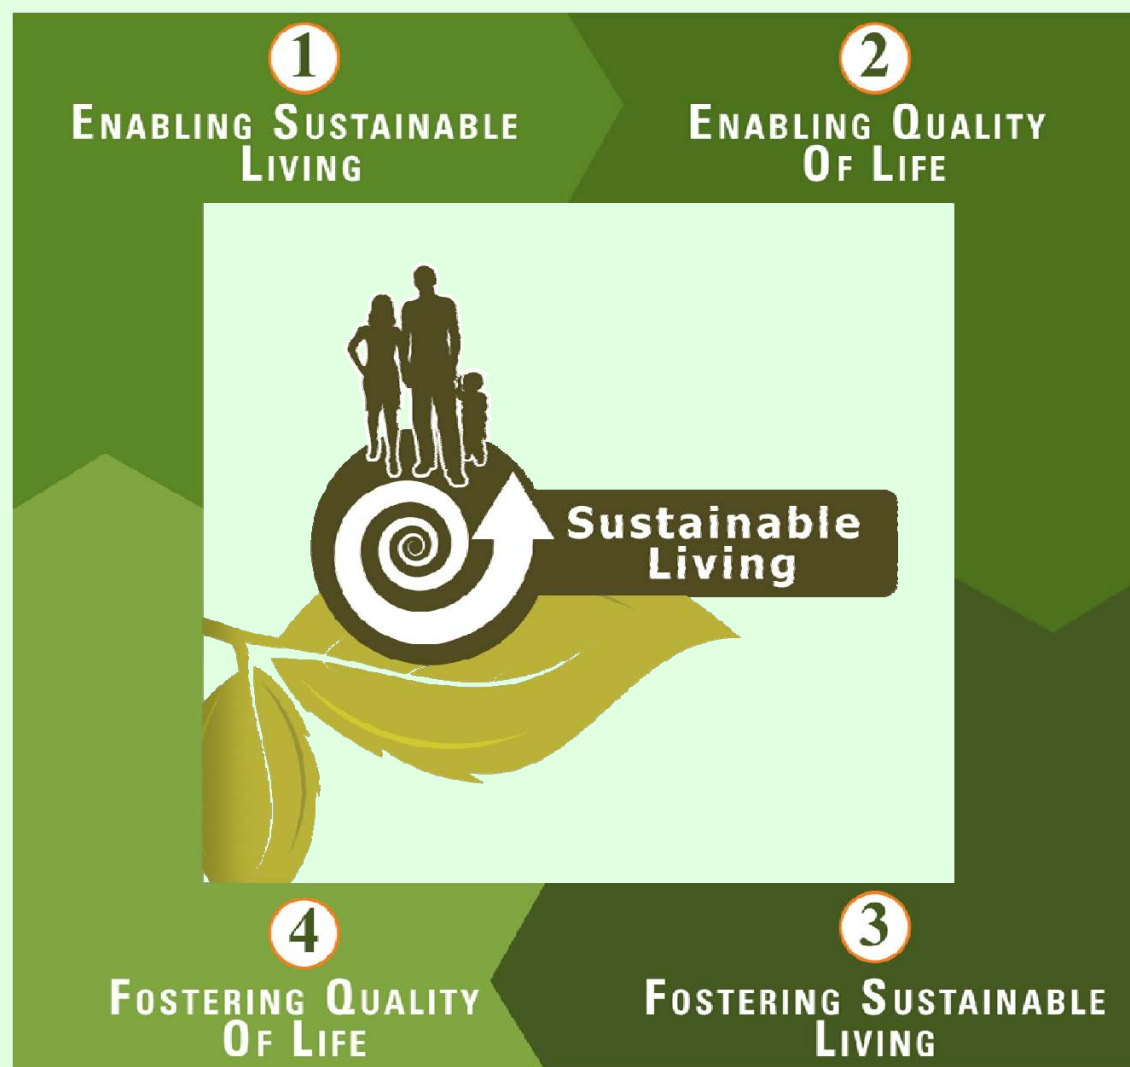 1
ENABLING SUSTAINABLE
LIVING
2
ENABLING QUALITY
OF LIFE
Sustainable
Living
4
FOSTERING QUALITY
OF LIFE
3
FOSTERING SUSTAINABLE
LIVING